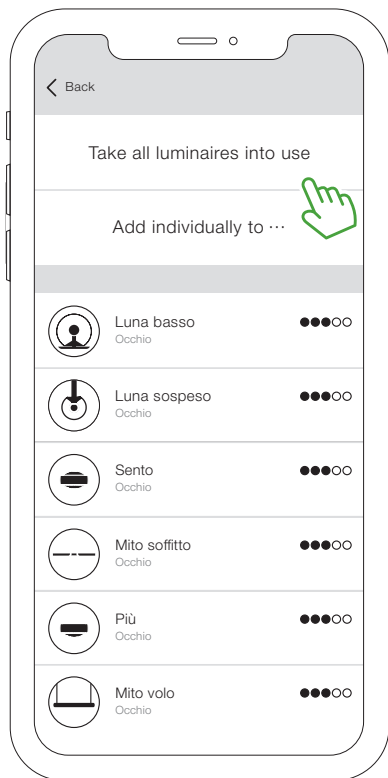 Back
Take all luminaires into use
Add individually to ···
Luna basso
Occhio
Luna sospeso
Occhio
Sento
Occhio
Mito soffitto
Occhio
Più
Occhio
Mito volo
Occhio